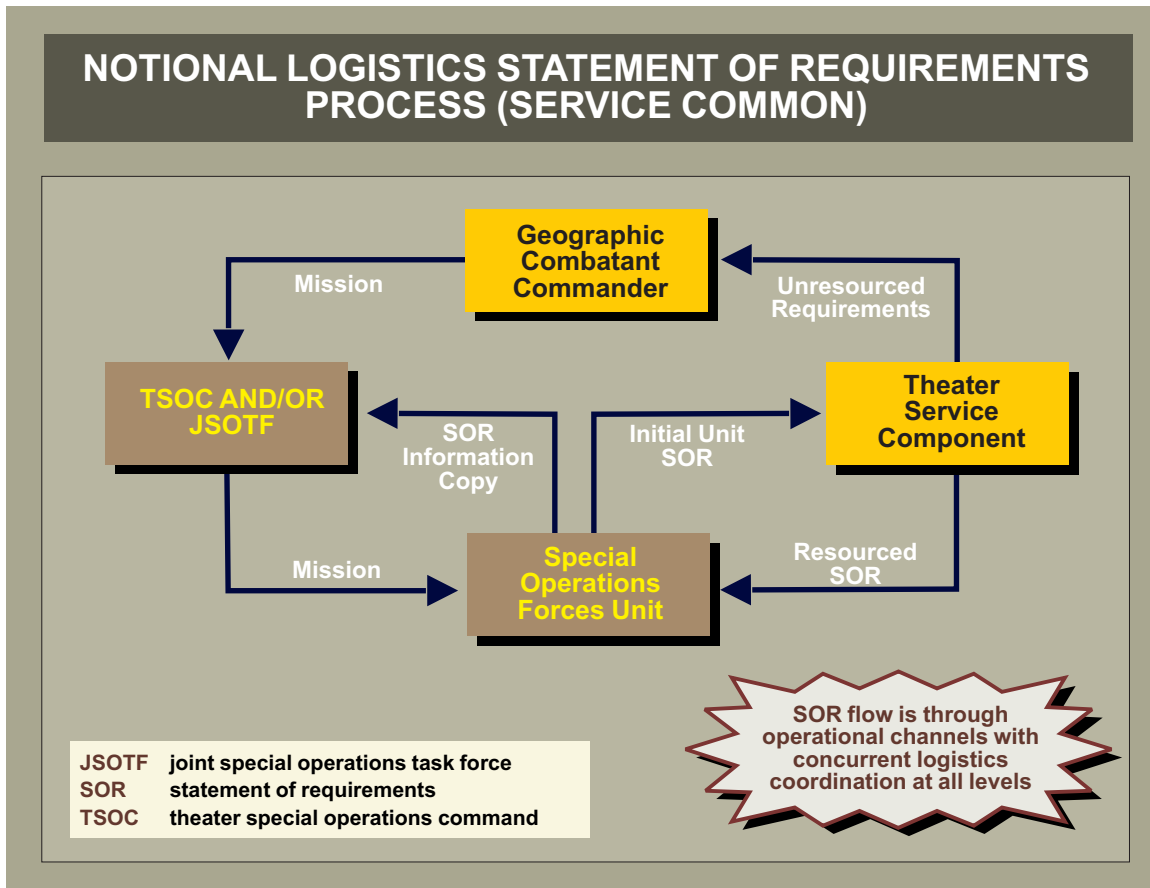 NOTIONAL LOGISTICS STATEMENT OF REQUIREMENTS
PROCESS (SERVICE COMMON)
Geographic
Combatant
Commander
Mission
Unresourced
Requirements
TSOC AND/OR
JSOTF
Theater
Service
Component
SOR
Information
Copy
Initial Unit
SOR
Mission
Special
Operations
Forces Unit
Resourced
SOR
SOR flow is through
operational channels with
concurrent logistics
coordination at all levels
JSOTF joint special operations task force
SOR statement of requirements
TSOC theater special operations command